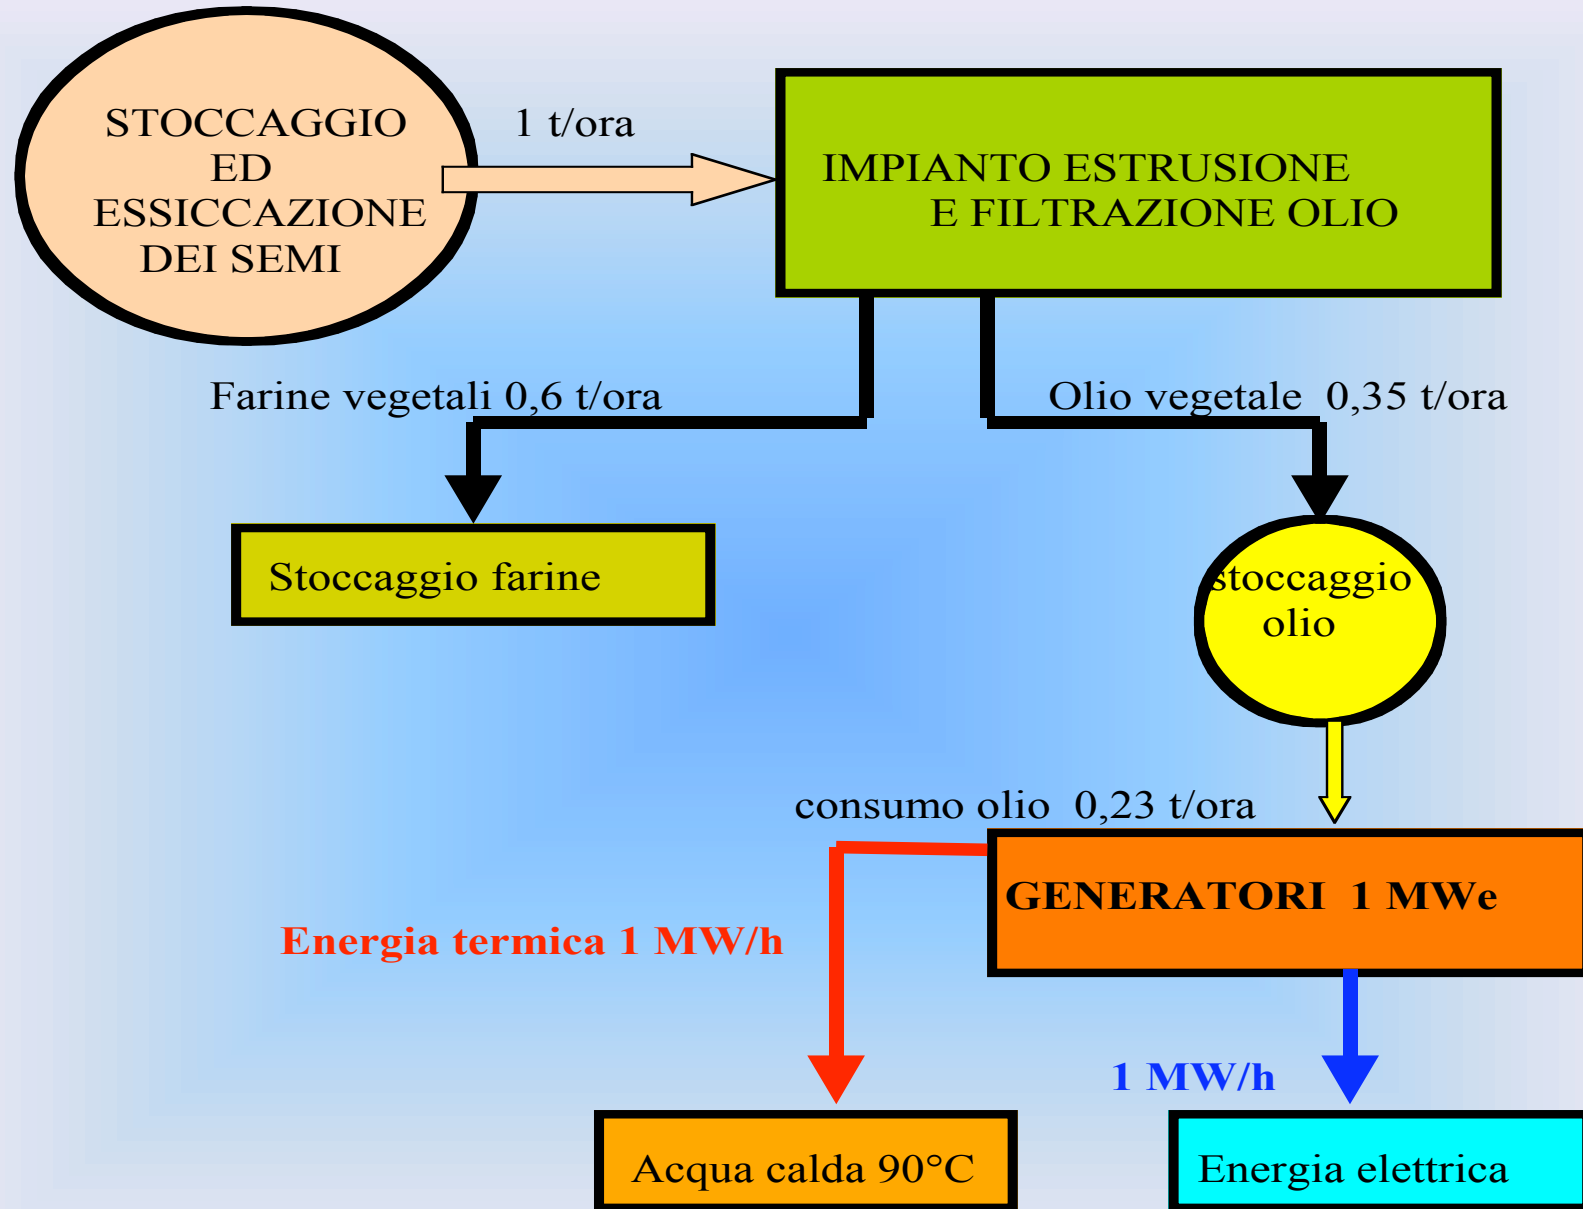 STOCCAGGIO
ED
ESSICCAZIONE
DEI SEMI
1 t/ora
IMPIANTO ESTRUSIONE
E FILTRAZIONE OLIO
Farine vegetali 0,6 t/ora
Olio vegetale 0,35 t/ora
Stoccaggio farine
stoccaggio
olio
consumo olio 0,23 t/ora
GENERATORI 1 MWe
Energia termica 1 MW/h
1 MW/h
Acqua calda 90°C
Energia elettrica